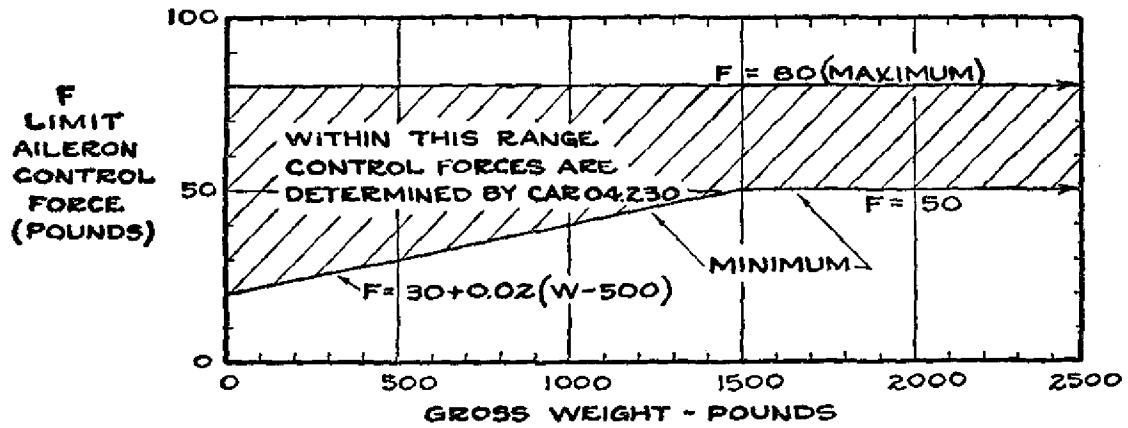 100
F = 80 (MAXIMUM)
F
LIMIT
AILERON
CONTROL
FORCE
(POUNDS)
WITHIN THIS RANGE
CONTROL FORCES ARE
DETERMINED BY CAR 04.230
50
F = 50
MINIMUM
F = 30+0.02(W-500)
0
0 500 1000 1500 2000 2500
GROSS WEIGHT - POUNDS